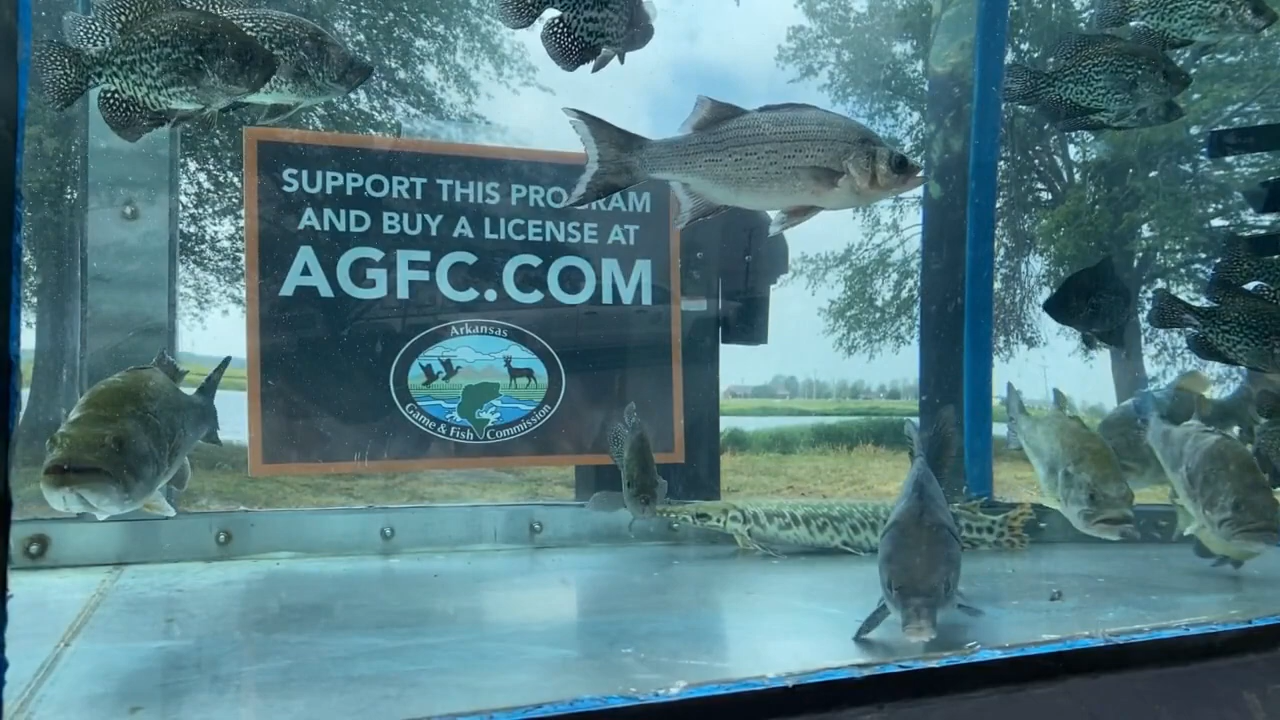 SUPPORT THIS PROGRAM
AND BUY A LICENSE AT
AGFC.COM
Arkansas
Game & Fish Commission